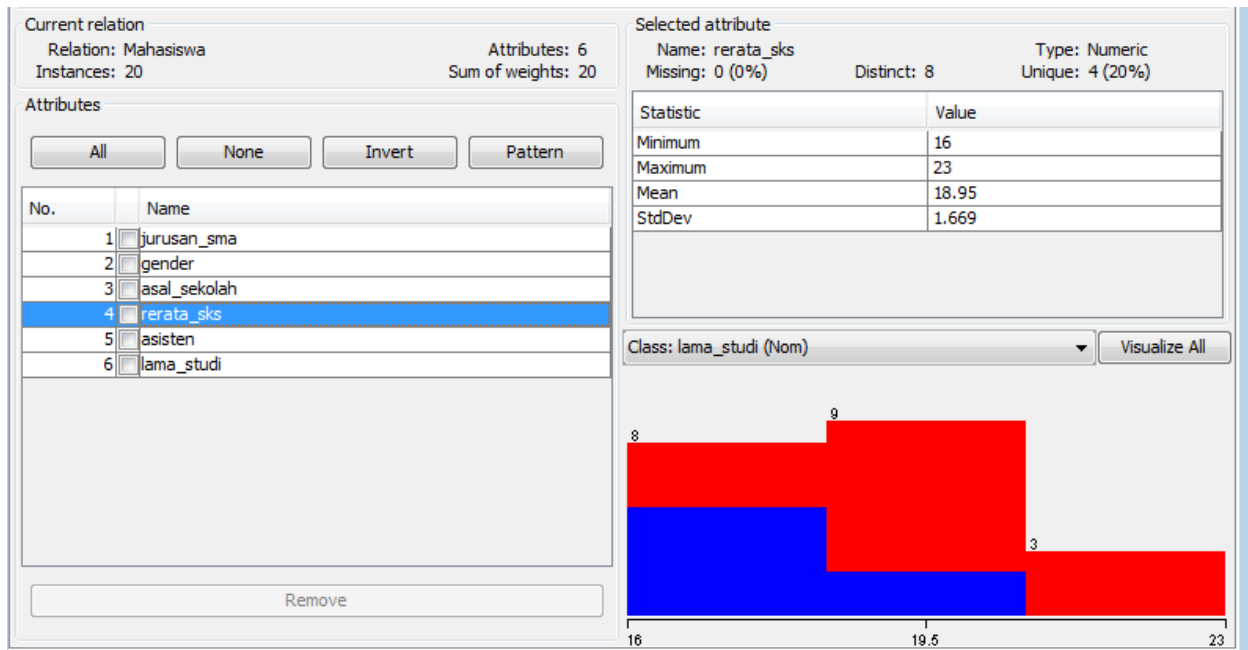 Current relation
Relation: Mahasiswa Attributes: 6
Instances: 20 Sum of weights: 20
Attributes
All None Invert Pattern
No. Name
1 jurusan_sma
2 gender
3 asal_sekolah
4 rerata_sks
5 asisten
6 lama_studi
Remove
Selected attribute
Name: rerata_sks Type: Numeric
Missing: 0 (0%) Distinct: 8 Unique: 4 (20%)
Statistic Value
Minimum 16
Maximum 23
Mean 18.95
StdDev 1.669
Class: lama_studi (Nom) Visualize All
8 9 3
16 19.5 23